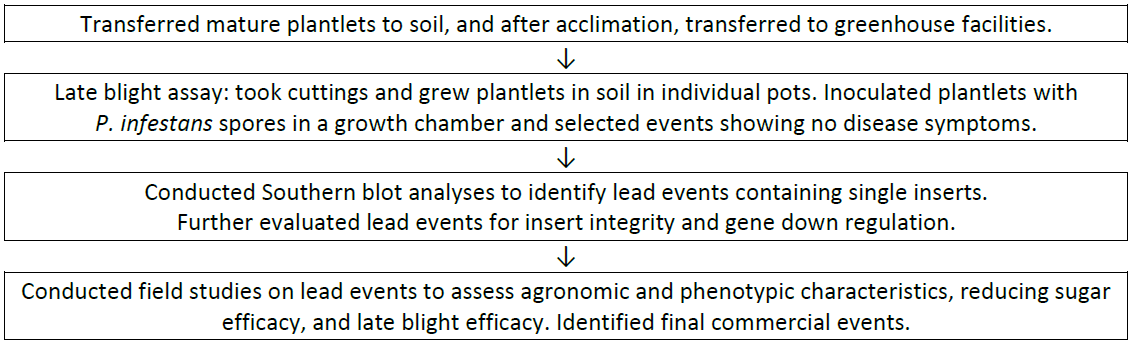 Transferred mature plantlets to soil, and after acclimation, transferred to greenhouse facilities.
↓
Late blight assay: took cuttings and grew plantlets in soil in individual pots. Inoculated plantlets with
P. infestans spores in a growth chamber and selected events showing no disease symptoms.
↓
Conducted Southern blot analyses to identify lead events containing single inserts.
Further evaluated lead events for insert integrity and gene down regulation.
↓
Conducted field studies on lead events to assess agronomic and phenotypic characteristics, reducing sugar
efficacy, and late blight efficacy. Identified final commercial events.